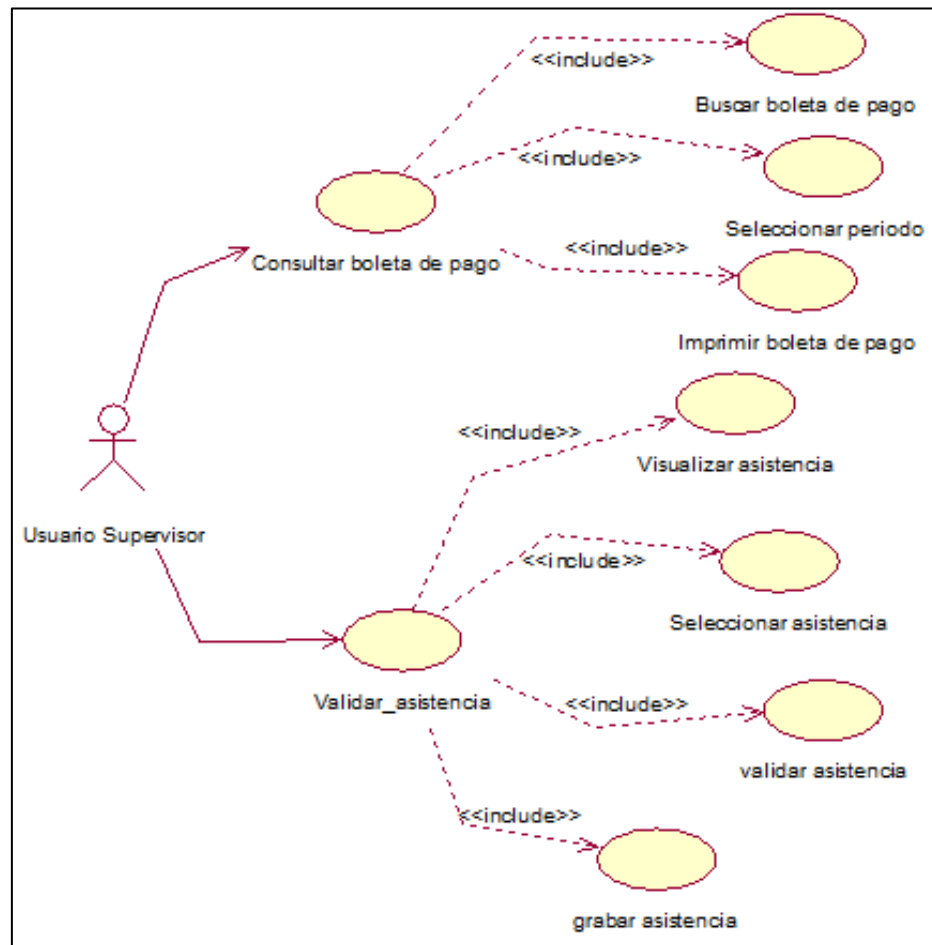 <<include>>
Buscar boleta de pago
<<include>>
Seleccionar periodo
Consultar boleta de pago
<<include>>
Imprimir boleta de pago
<<include>>
Visualizar asistencia
Usuario Supervisor
<<include>>
Seleccionar asistencia
Validar_asistencia
<<include>>
validar asistencia
<<include>>
grabar asistencia